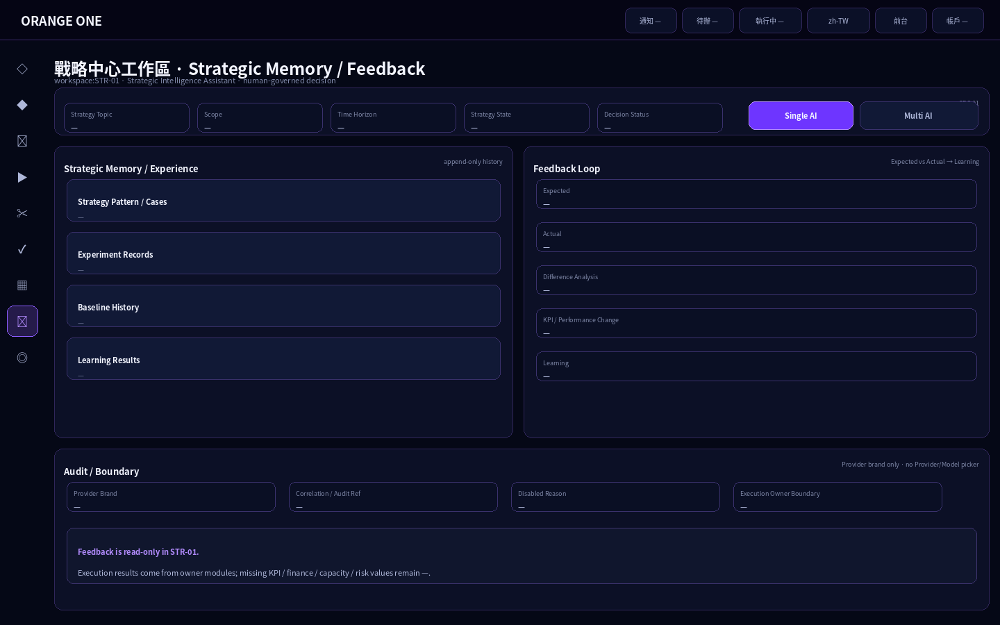 ORANGE ONE
通知 —
待辦 —
執行中 —
zh-TW
前台
帳戶 —
戰略中心工作區 · Strategic Memory / Feedback
workspace:STR-01 · Strategic Intelligence Assistant · human-governed decision
Strategy Topic
—
Scope
—
Time Horizon
—
Strategy State
—
Decision Status
—
Single AI
Multi AI
Strategic Memory / Experience
append-only history
Strategy Pattern / Cases
—
Experiment Records
—
Baseline History
—
Learning Results
—
Feedback Loop
Expected vs Actual → Learning
Expected
—
Actual
—
Difference Analysis
—
KPI / Performance Change
—
Learning
—
Audit / Boundary
Provider brand only · no Provider/Model picker
Provider Brand
—
Correlation / Audit Ref
—
Disabled Reason
—
Execution Owner Boundary
—
Feedback is read-only in STR-01.
Execution results come from owner modules; missing KPI / finance / capacity / risk values remain —.